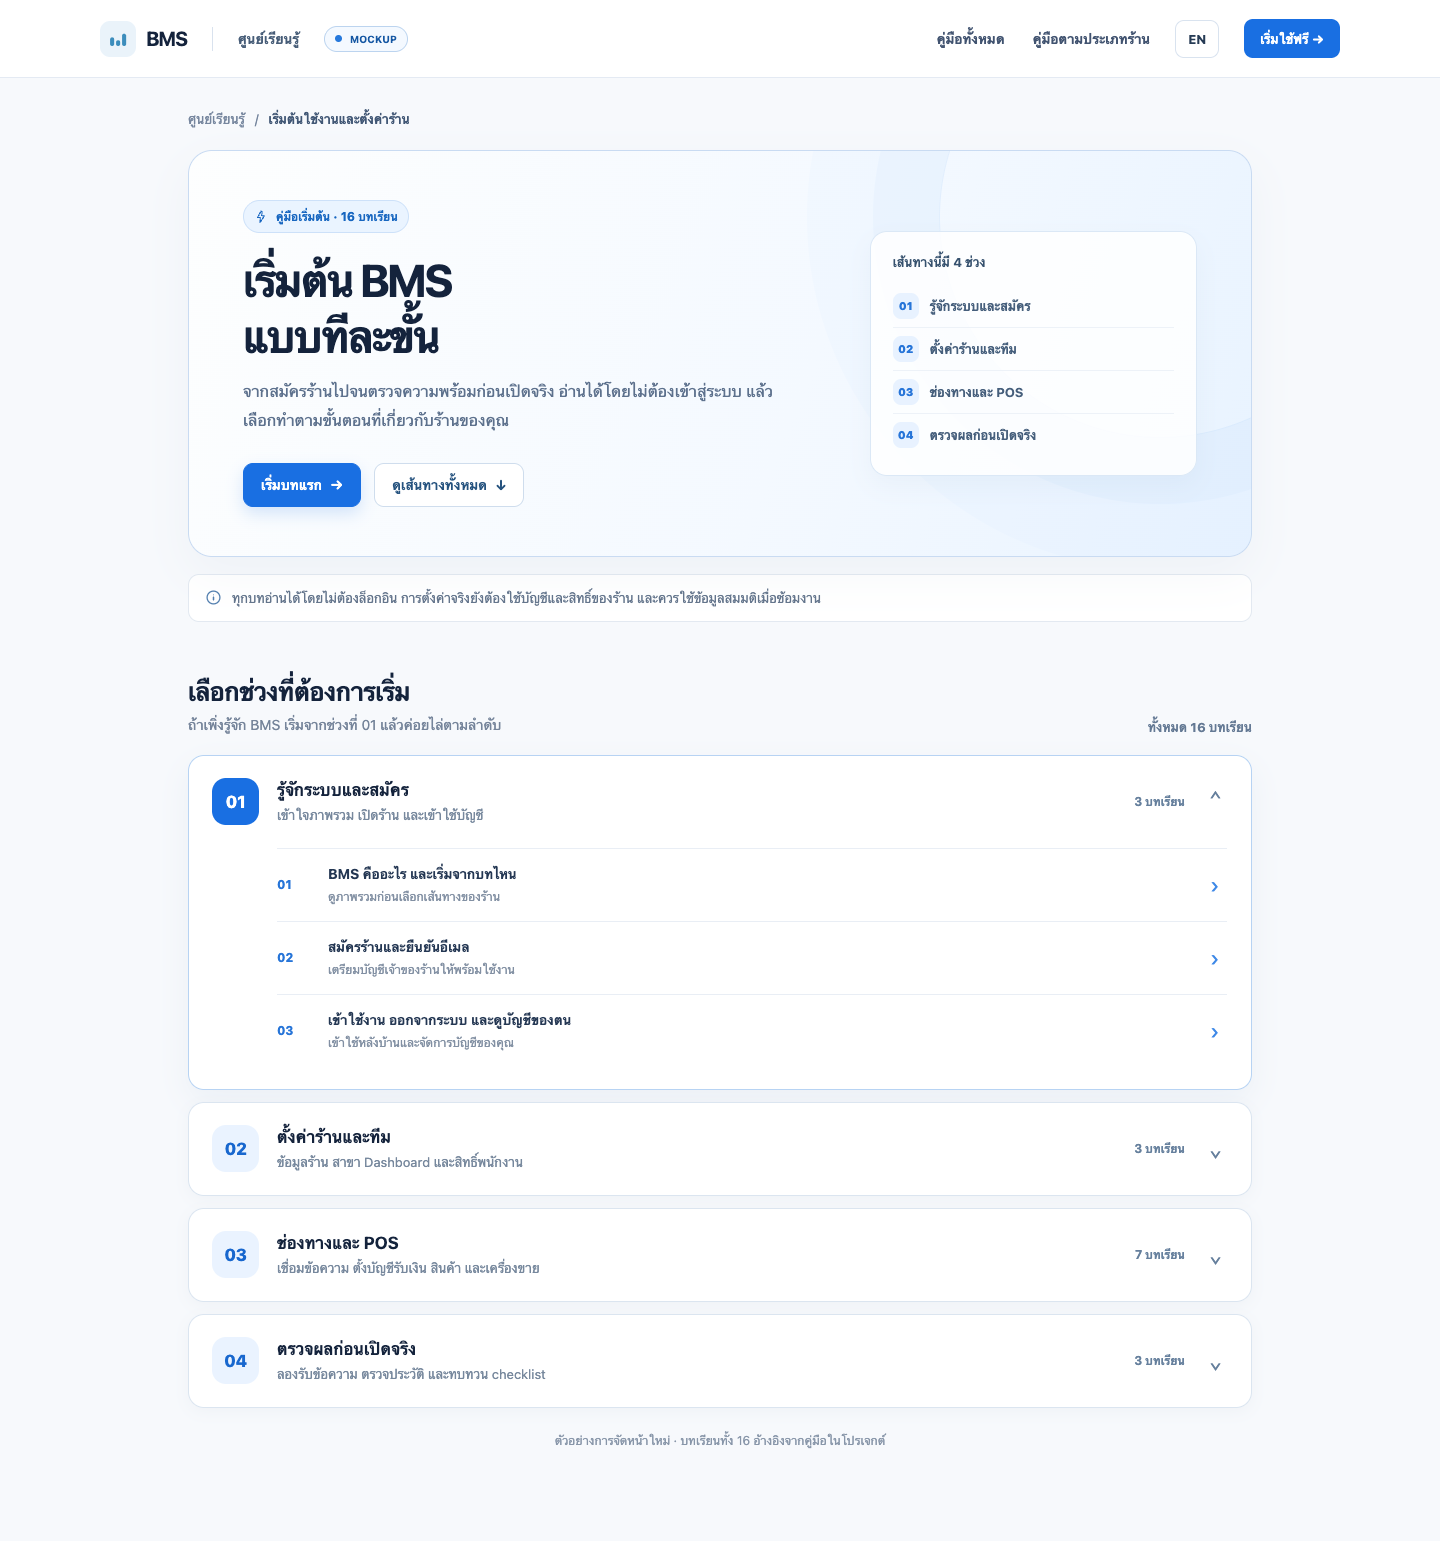 BMS
ศูนย์เรียนรู้
MOCKUP
คู่มือทั้งหมด
คู่มือตามประเภทร้าน
EN
เริ่มใช้ฟรี →
ศูนย์เรียนรู้ / เริ่มต้นใช้งานและตั้งค่าร้าน
คู่มือเริ่มต้น · 16 บทเรียน
เริ่มต้น BMS
แบบทีละขั้น
จากสมัครร้านไปจนตรวจความพร้อมก่อนเปิดจริง อ่านได้โดยไม่ต้องเข้าสู่ระบบ แล้ว
เลือกทำตามขั้นตอนที่เกี่ยวกับร้านของคุณ
เริ่มบทแรก →
ดูเส้นทางทั้งหมด ↓
เส้นทางนี้มี 4 ช่วง
01 รู้จักระบบและสมัคร
02 ตั้งค่าร้านและทีม
03 ช่องทางและ POS
04 ตรวจผลก่อนเปิดจริง
ทุกบทอ่านได้โดยไม่ต้องล็อกอิน การตั้งค่าจริงยังต้องใช้บัญชีและสิทธิ์ของร้าน และควรใช้ข้อมูลสมมติเมื่อซ้อมงาน
เลือกช่วงที่ต้องการเริ่ม
ถ้าเพิ่งรู้จัก BMS เริ่มจากช่วงที่ 01 แล้วค่อยไล่ตามลำดับ
ทั้งหมด 16 บทเรียน
01 รู้จักระบบและสมัคร
เข้าใจภาพรวม เปิดร้าน และเข้าใช้บัญชี
3 บทเรียน
01 BMS คืออะไร และเริ่มจากบทไหน
ดูภาพรวมก่อนเลือกเส้นทางของร้าน
02 สมัครร้านและยืนยันอีเมล
เตรียมบัญชีเจ้าของร้านให้พร้อมใช้งาน
03 เข้าใช้งาน ออกจากระบบ และดูบัญชีของตน
เข้าใช้หลังบ้านและจัดการบัญชีของคุณ
02 ตั้งค่าร้านและทีม
ข้อมูลร้าน สาขา Dashboard และสิทธิ์พนักงาน
3 บทเรียน
03 ช่องทางและ POS
เชื่อมข้อความ ตั้งบัญชีรับเงิน สินค้า และเครื่องขาย
7 บทเรียน
04 ตรวจผลก่อนเปิดจริง
ลองรับข้อความ ตรวจประวัติ และทบทวน checklist
3 บทเรียน
ตัวอย่างการจัดหน้าใหม่ · บทเรียนทั้ง 16 อ้างอิงจากคู่มือในโปรเจกต์